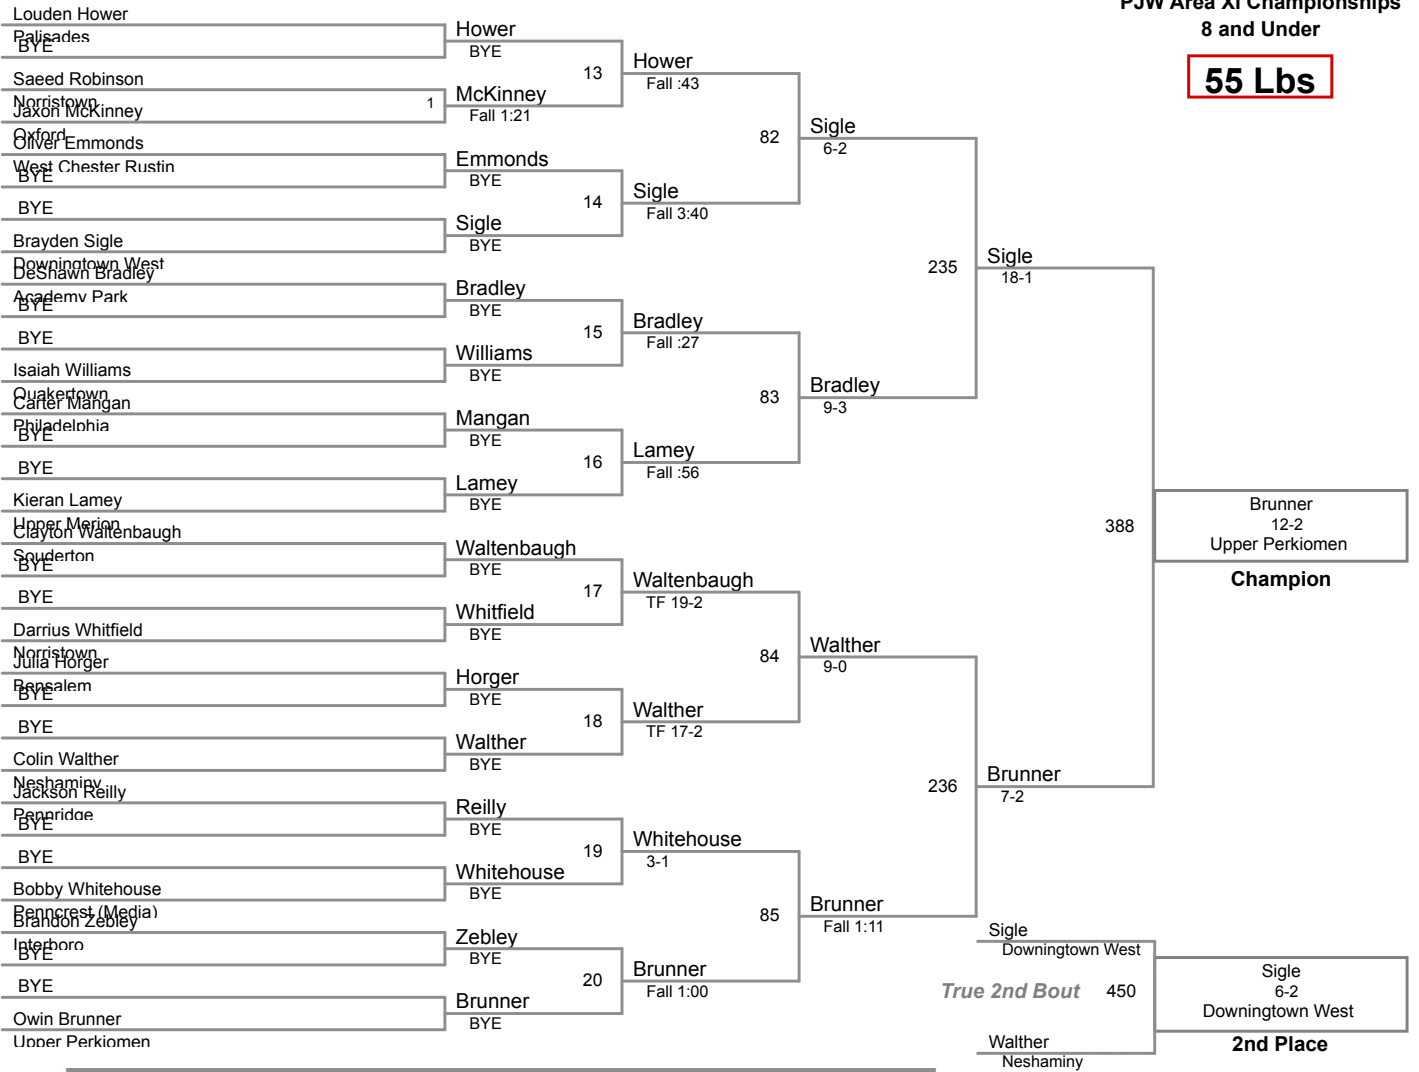 PJW Area XI Championships
8 and Under
55 Lbs
Louden Hower
Palisades
BYE
Saeed Robinson
Norristown
Jaxon McKinney
Oxford
Oliver Emmonds
West Chester Rustin
BYE
BYE
Brayden Sigle
Downingtown West
DeShawn Bradley
Academy Park
BYE
BYE
Isaiah Williams
Quakertown
Carter Mangan
Philadelphia
BYE
BYE
Kieran Lamey
Upper Merion
Clayton Waltenbaugh
Souderton
BYE
BYE
Darrius Whitfield
Norristown
Julia Horger
Bensalem
BYE
BYE
Colin Walther
Neshaminy
Jackson Reilly
Pennridge
BYE
BYE
Bobby Whitehouse
Penncrest (Media)
Brandon Zebley
Interboro
BYE
BYE
Owin Brunner
Upper Perkiomen
1
Hower
BYE
McKinney
Fall 1:21
Emmonds
BYE
Sigle
BYE
Bradley
BYE
Williams
BYE
Mangan
BYE
Lamey
BYE
Waltenbaugh
BYE
Whitfield
BYE
Horger
BYE
Walther
BYE
Reilly
BYE
Whitehouse
BYE
Zebley
BYE
Brunner
BYE
13
14
15
16
17
18
19
20
Hower
Fall :43
Sigle
Fall 3:40
Bradley
Fall :27
Lamey
Fall :56
Waltenbaugh
TF 19-2
Walther
TF 17-2
Whitehouse
3-1
Brunner
Fall 1:00
82
83
84
85
Sigle
6-2
Bradley
9-3
Walther
9-0
Brunner
Fall 1:11
235
236
Sigle
18-1
Brunner
7-2
388
Brunner
12-2
Upper Perkiomen
Champion
Sigle
Downingtown West
True 2nd Bout 450
Walther
Neshaminy
Sigle
6-2
Downingtown West
2nd Place